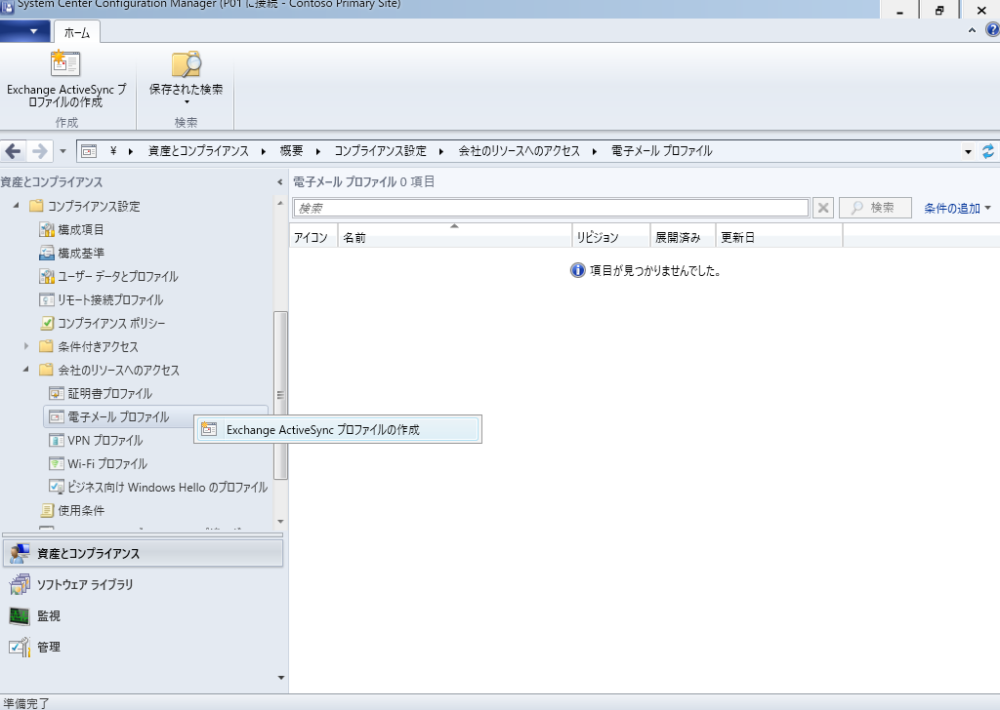 System Center Configuration Manager (P01 に接続 - Contoso Primary Site)
ホーム
Exchange ActiveSync プ
ロファイルの作成
保存された検索
作成
検索
¥ 資産とコンプライアンス 概要 コンプライアンス設定 会社のリソースへのアクセス 電子メール プロファイル
資産とコンプライアンス
コンプライアンス設定
構成項目
構成基準
ユーザー データとプロファイル
リモート接続プロファイル
コンプライアンス ポリシー
条件付きアクセス
会社のリソースへのアクセス
証明書プロファイル
電子メール プロファイル
VPN プロファイル
Wi-Fi プロファイル
ビジネス向け Windows Hello のプロファイル
使用条件
Exchange ActiveSync プロファイルの作成
電子メール プロファイル 0 項目
検索
検索
条件の追加
アイコン 名前 リビジョン 展開済み 更新日
項目が見つかりませんでした。
資産とコンプライアンス
ソフトウェア ライブラリ
監視
管理
準備完了